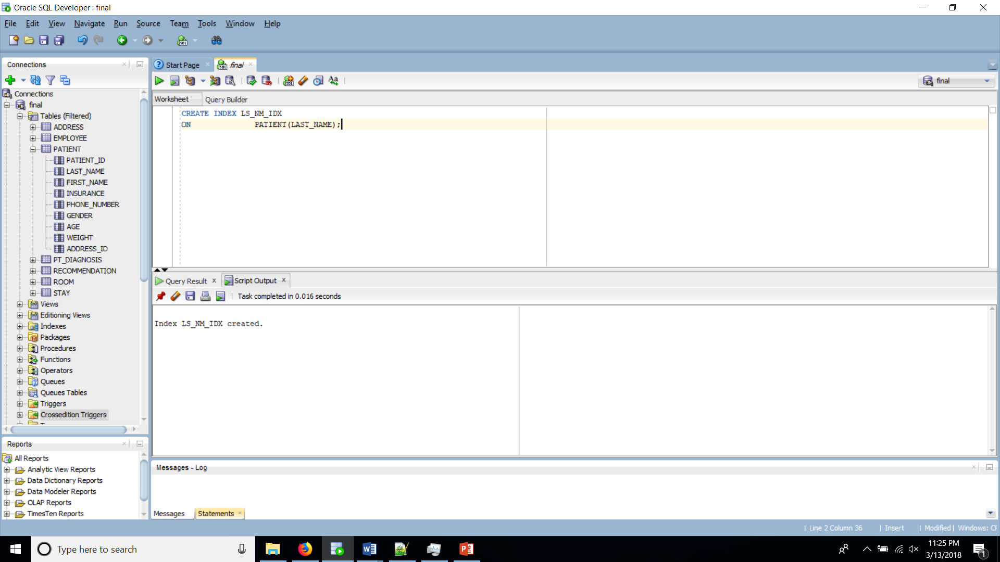 Oracle SQL Developer : final
File Edit View Navigate Run Source Team Tools Window Help
Connections
Start Page
final
final
Worksheet
Query Builder
Connections
final
Tables (Filtered)
ADDRESS
EMPLOYEE
PATIENT
PATIENT_ID
LAST_NAME
FIRST_NAME
INSURANCE
PHONE_NUMBER
GENDER
AGE
WEIGHT
ADDRESS_ID
PT_DIAGNOSIS
RECOMMENDATION
ROOM
STAY
Views
Editioning Views
Indexes
Packages
Procedures
Functions
Operators
Queues
Queues Tables
Triggers
Crossedition Triggers
CREATE INDEX LS_NM_IDX
ON PATIENT(LAST_NAME);
Query Result
Script Output
Task completed in 0.016 seconds
Index LS_NM_IDX created.
Reports
All Reports
Analytic View Reports
Data Dictionary Reports
Data Modeler Reports
OLAP Reports
TimesTen Reports
Messages - Log
Messages
Statements
Line 2 Column 36 | Insert | Modified | Windows:
Type here to search
11:25 PM
3/13/2018
1